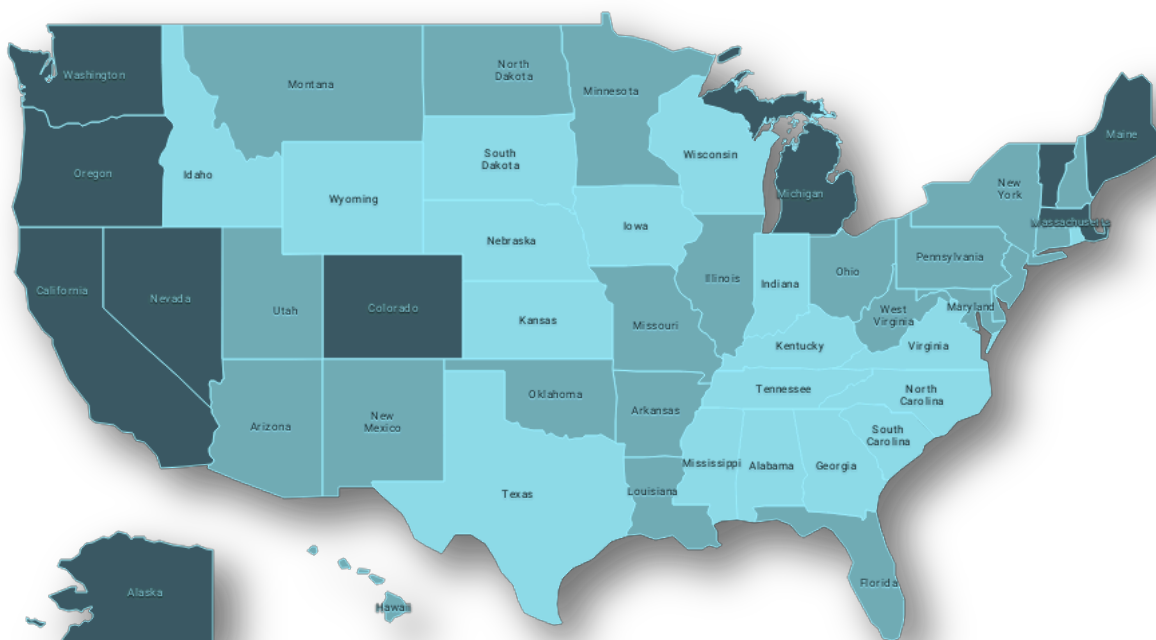 Washington
Montana
North
Dakota
Minnesota
Maine
Oregon
Idaho
South
Dakota
Wisconsin
Michigan
New
York
Wyoming
Massachusetts
Iowa
Nebraska
Pennsylvania
California
Nevada
Utah
Colorado
Illinois
Indiana
Ohio
Kansas
Missouri
West
Virginia
Maryland
Kentucky
Virginia
Tennessee
North
Carolina
Oklahoma
Arkansas
Arizona
New
Mexico
South
Carolina
Mississippi
Alabama
Georgia
Texas
Louisiana
Florida
Alaska
Hawaii